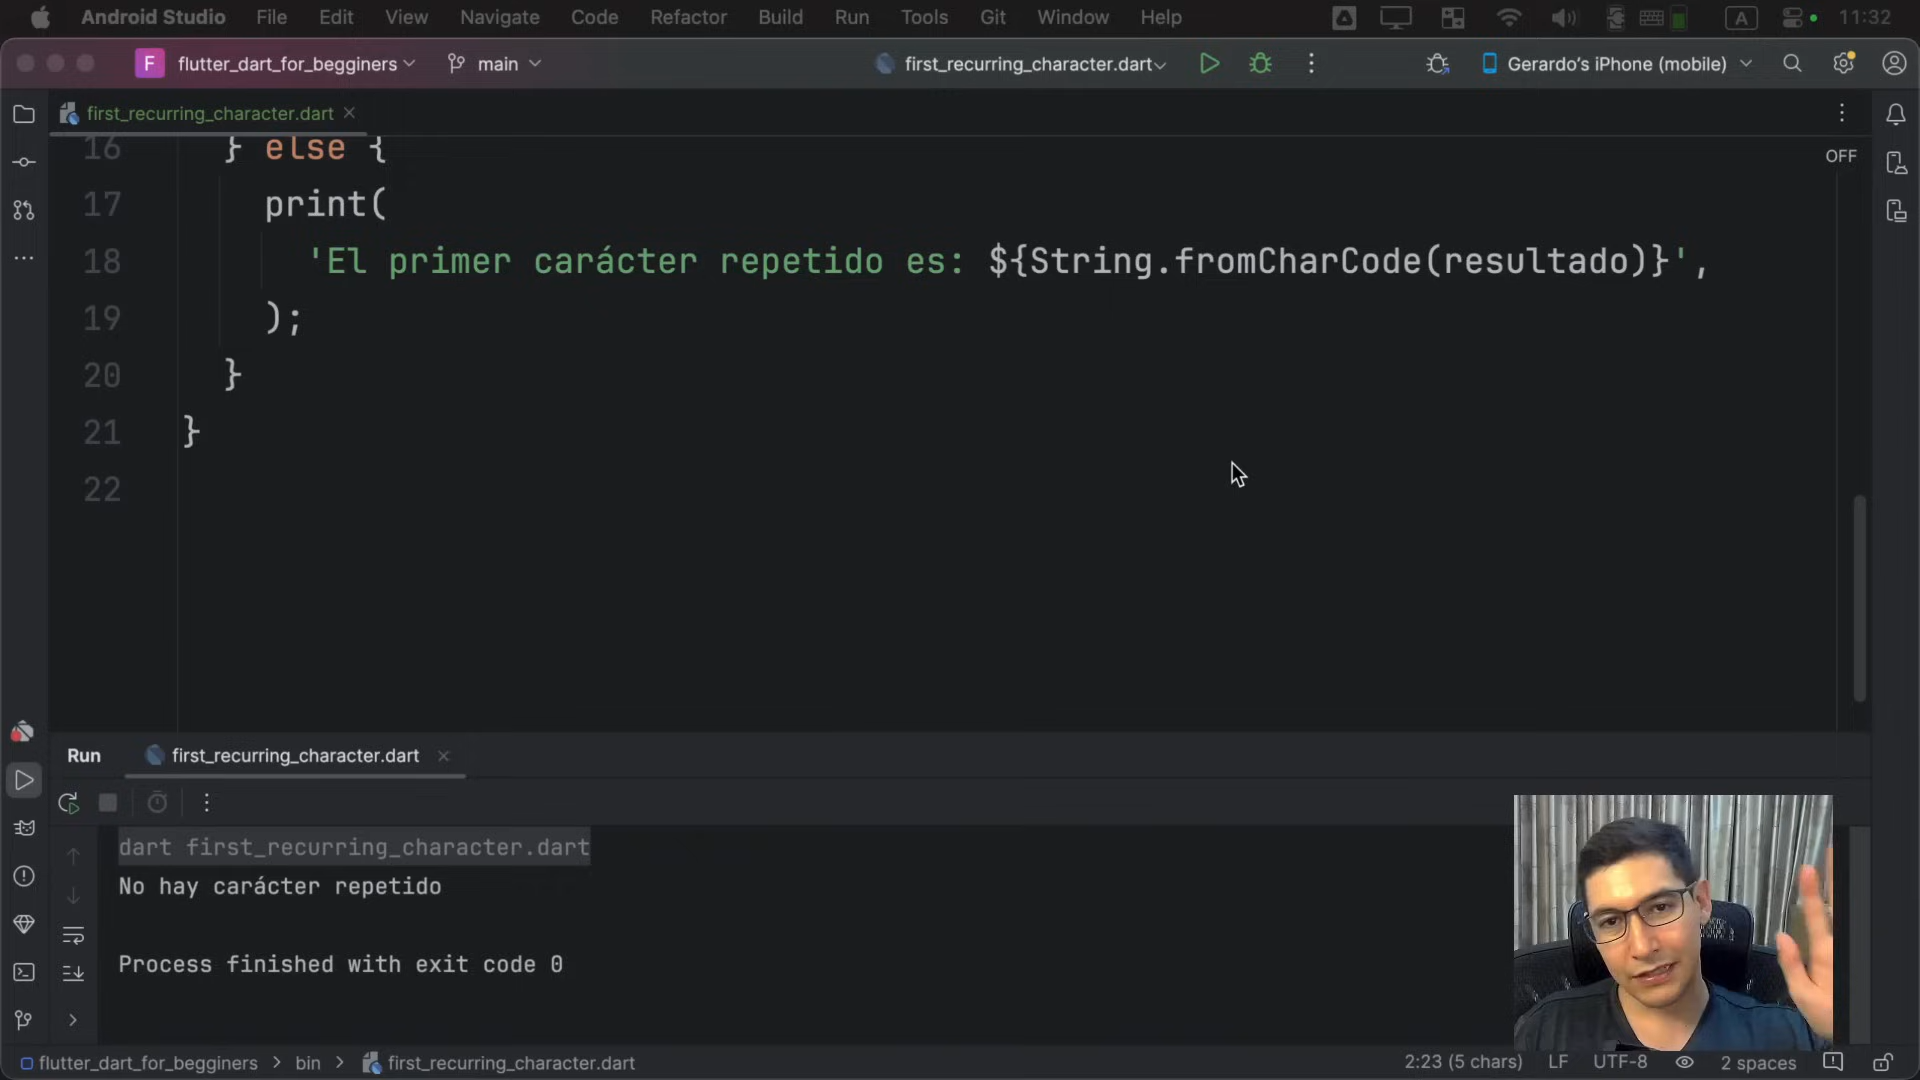 Android Studio File Edit View Navigate Code Refactor Build Run Tools Git Window Help A 11:32
F flutter_dart_for_begginers main first_recurring_character.dart Gerardo's iPhone (mobile)
first_recurring_character.dart
OFF
16 } else {
17 print(
18 'El primer carácter repetido es: ${String.fromCharCode(resultado)}',
19 );
20 }
21 }
22
Run first_recurring_character.dart
dart first_recurring_character.dart
No hay carácter repetido
Process finished with exit code 0
flutter_dart_for_begginers > bin > first_recurring_character.dart 2:23 (5 chars) LF UTF-8 2 spaces